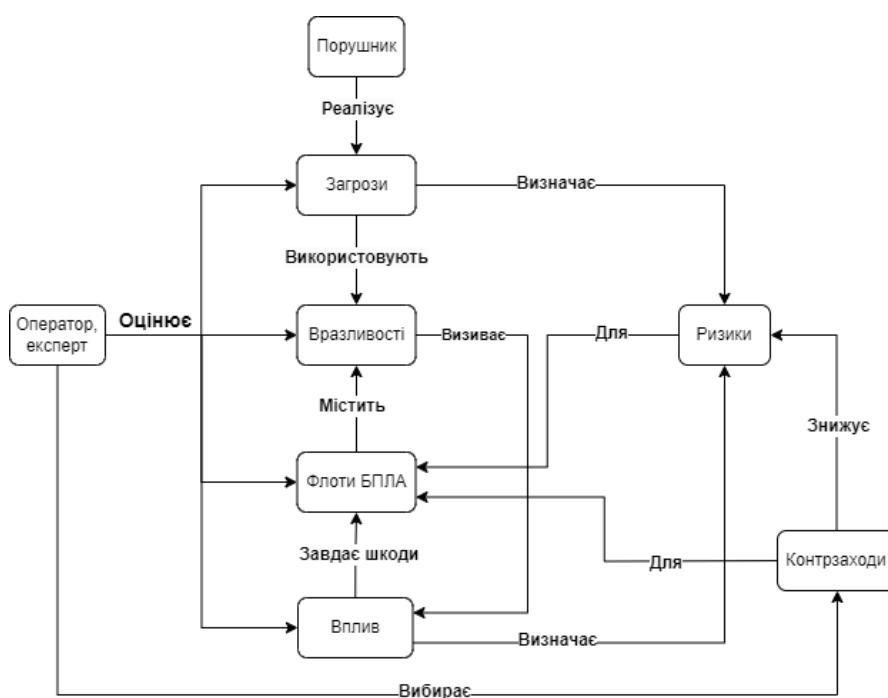 Порушник
Реалізує
Загрози
Визначає
Використовують
Оператор,
експерт
Оцінює
Вразливості
Визиває
Для
Ризики
Містить
Знижує
Флоти БПЛА
Завдає шкоди
Для
Контрзаходи
Вплив
Визначає
Вибирає